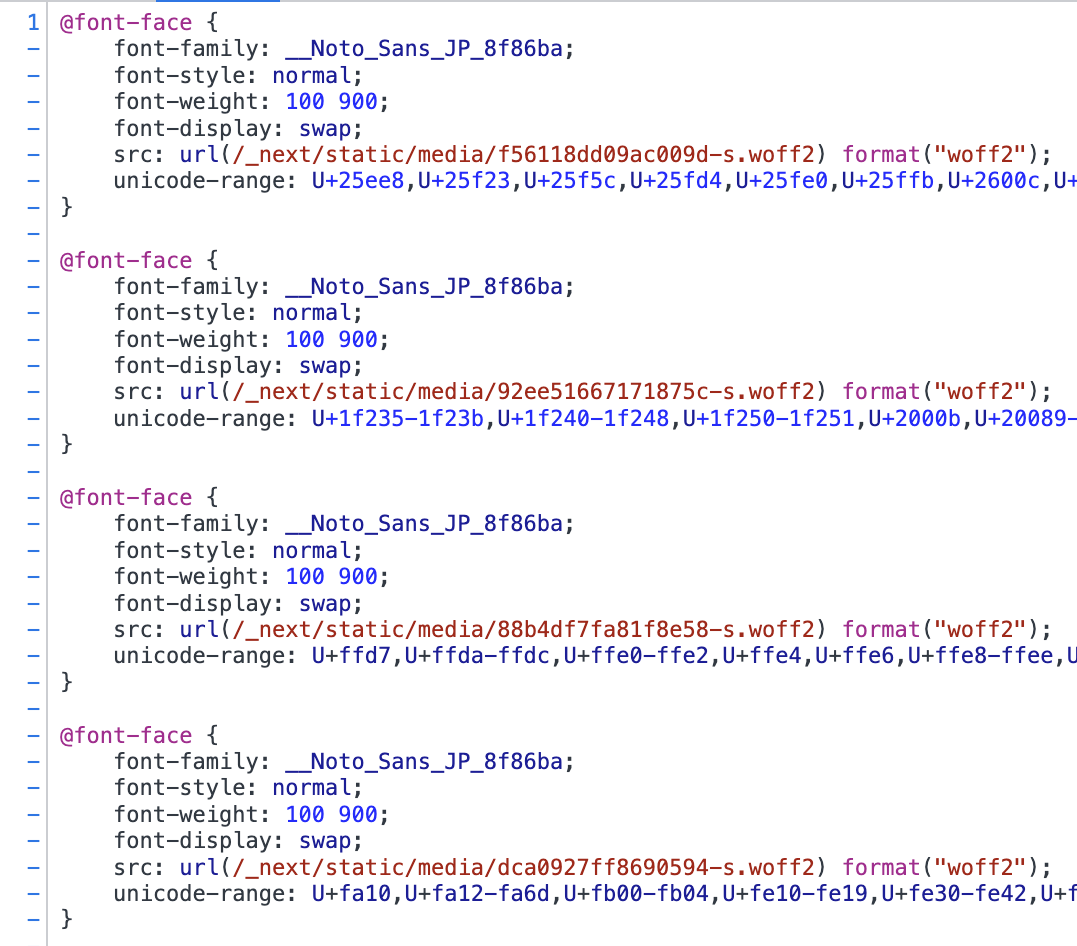 1 @font-face {
font-family: __Noto_Sans_JP_8f86ba;
font-style: normal;
font-weight: 100 900;
font-display: swap;
src: url(/_next/static/media/f56118dd09ac009d-s.woff2) format("woff2");
unicode-range: U+25ee8,U+25f23,U+25f5c,U+25fd4,U+25fe0,U+25ffb,U+2600c,U+
}
@font-face {
font-family: __Noto_Sans_JP_8f86ba;
font-style: normal;
font-weight: 100 900;
font-display: swap;
src: url(/_next/static/media/92ee51667171875c-s.woff2) format("woff2");
unicode-range: U+1f235-1f23b,U+1f240-1f248,U+1f250-1f251,U+2000b,U+20089-
}
@font-face {
font-family: __Noto_Sans_JP_8f86ba;
font-style: normal;
font-weight: 100 900;
font-display: swap;
src: url(/_next/static/media/88b4df7fa81f8e58-s.woff2) format("woff2");
unicode-range: U+ffd7,U+ffda-ffdc,U+ffe0-ffe2,U+ffe4,U+ffe6,U+ffe8-ffee,U
}
@font-face {
font-family: __Noto_Sans_JP_8f86ba;
font-style: normal;
font-weight: 100 900;
font-display: swap;
src: url(/_next/static/media/dca0927ff8690594-s.woff2) format("woff2");
unicode-range: U+fa10,U+fa12-fa6d,U+fb00-fb04,U+fe10-fe19,U+fe30-fe42,U+f
}